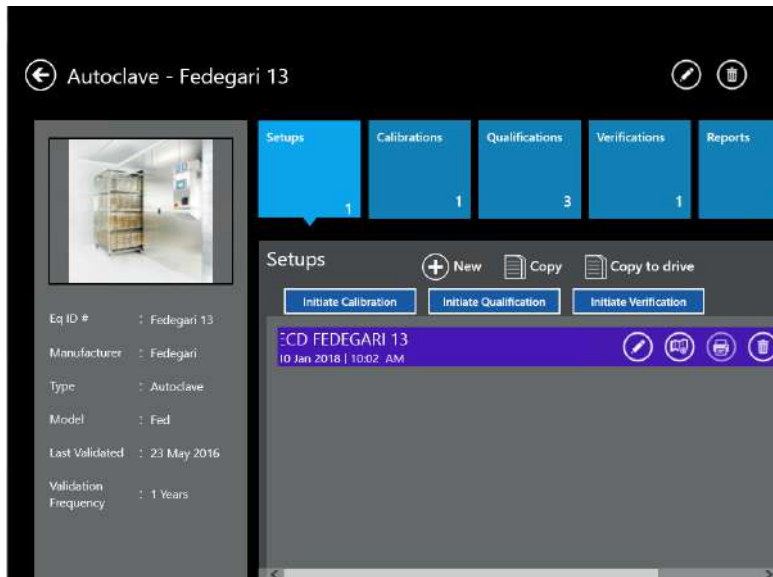 Autoclave - Fedegari 13
Setups
1
Calibrations
1
Qualifications
3
Verifications
1
Reports
Setups
New
Copy
Copy to drive
Initiate Calibration
Initiate Qualification
Initiate Verification
ECD FEDEGARI 13
10 Jan 2018 | 10:02 AM
Eq ID # : Fedegari 13
Manufacturer : Fedegari
Type : Autoclave
Model : Fed
Last Validated : 23 May 2016
Validation
Frequency : 1 Years